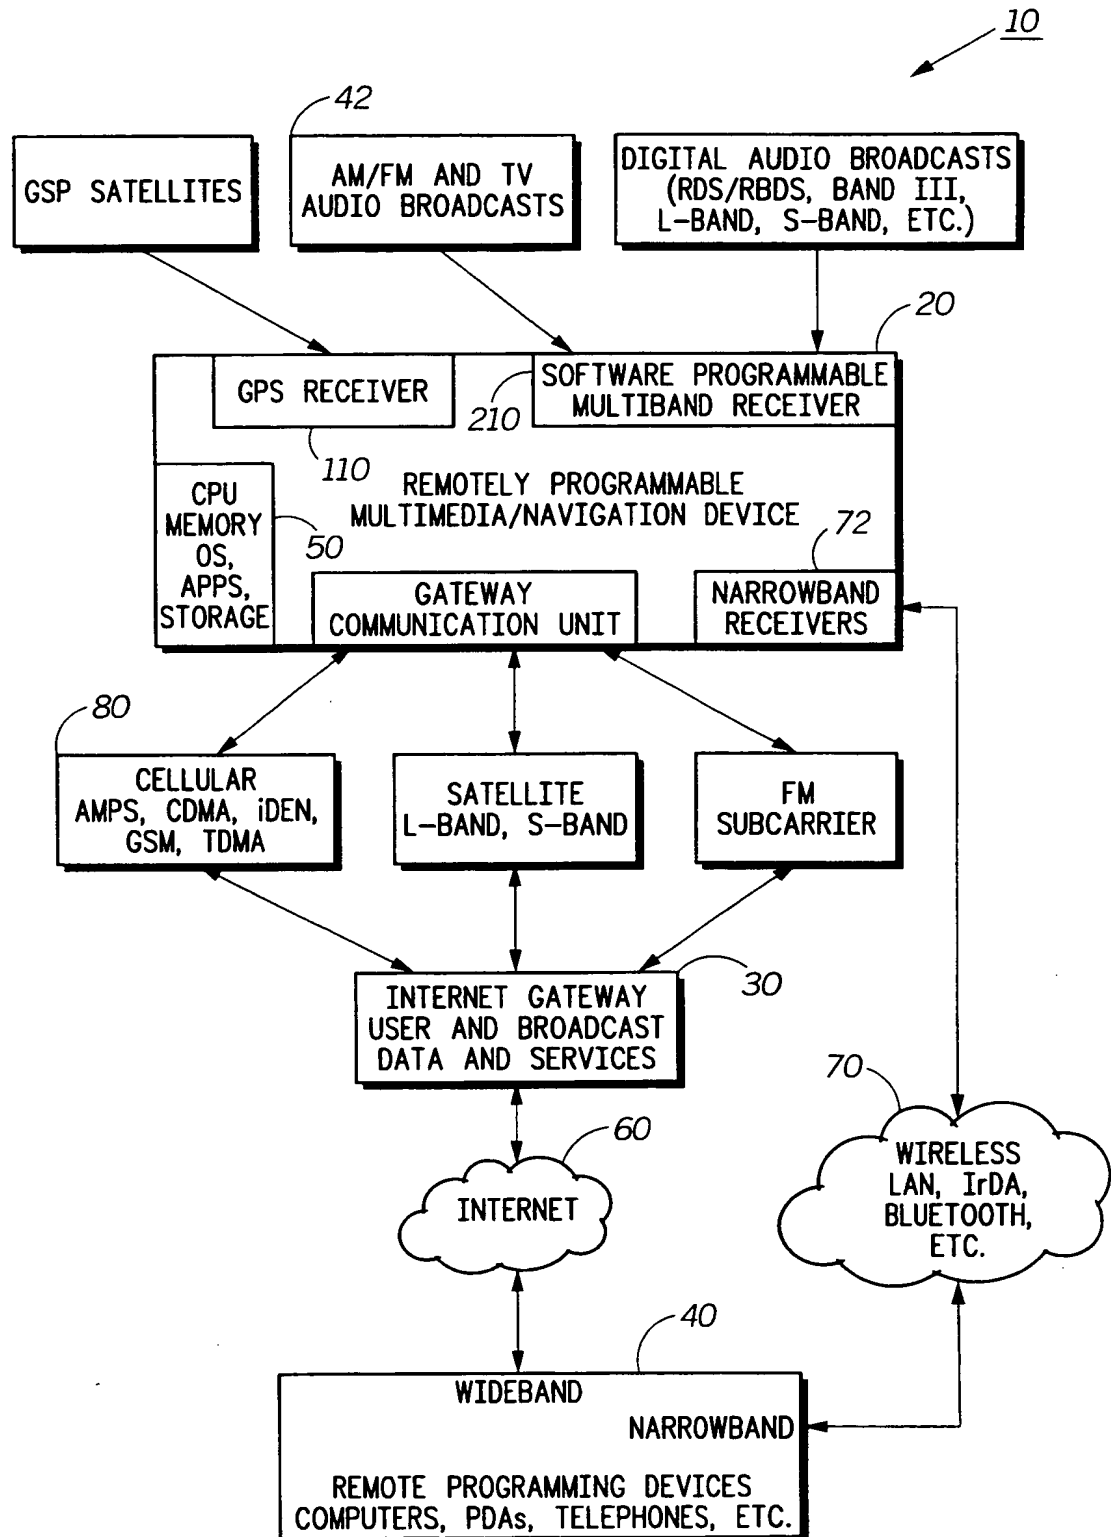 10
42
GSP SATELLITES
AM/FM AND TV
AUDIO BROADCASTS
DIGITAL AUDIO BROADCASTS
(RDS/RBDS, BAND III,
L-BAND, S-BAND, ETC.)
20
GPS RECEIVER
110
210
SOFTWARE PROGRAMMABLE
MULTIBAND RECEIVER
REMOTELY PROGRAMMABLE
MULTIMEDIA/NAVIGATION DEVICE
CPU
MEMORY
OS,
APPS,
STORAGE
50
72
GATEWAY
COMMUNICATION UNIT
NARROWBAND
RECEIVERS
80
CELLULAR
AMPS, CDMA, iDEN,
GSM, TDMA
SATELLITE
L-BAND, S-BAND
FM
SUBCARRIER
30
INTERNET GATEWAY
USER AND BROADCAST
DATA AND SERVICES
60
INTERNET
70
WIRELESS
LAN, IrDA,
BLUETOOTH,
ETC.
40
WIDEBAND
NARROWBAND
REMOTE PROGRAMMING DEVICES
COMPUTERS, PDAs, TELEPHONES, ETC.